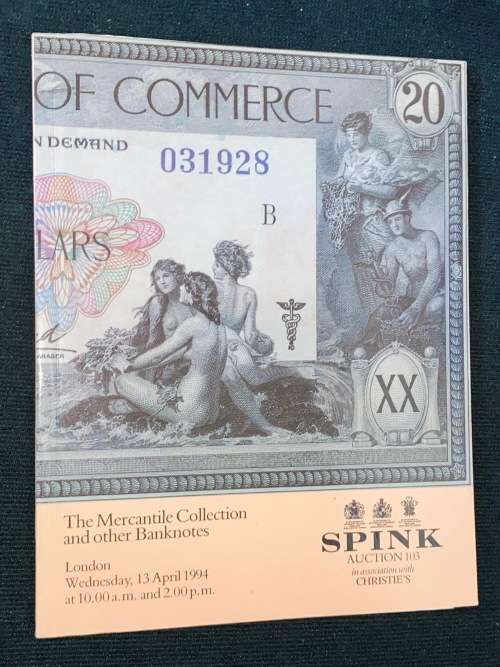 OF COMMERCE
20
N DEMAND
031928
B
LARS
XX
The Mercantile Collection
and other Banknotes
London
Wednesday, 13 April 1994
at 10.00 a.m. and 2.00 p.m.
SPINK
AUCTION 103
in association with
CHRISTIE'S